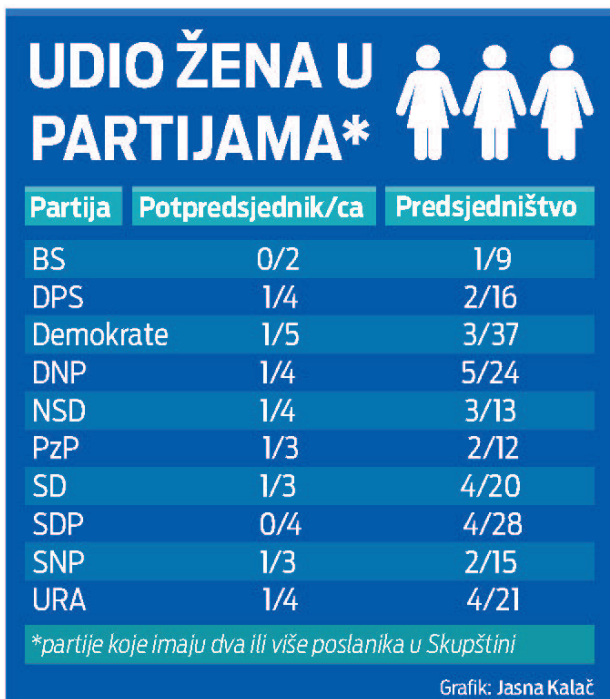 UDIO ŽENA U
PARTIJAMA*
Partija Potpredsjednik/ca Predsjedništvo
BS 0/2 1/9
DPS 1/4 2/16
Demokrate 1/5 3/37
DNP 1/4 5/24
NSD 1/4 3/13
PzP 1/3 2/12
SD 1/3 4/20
SDP 0/4 4/28
SNP 1/3 2/15
URA 1/4 4/21
*partije koje imaju dva ili više poslanika u Skupštini
Grafik: Jasna Kalač